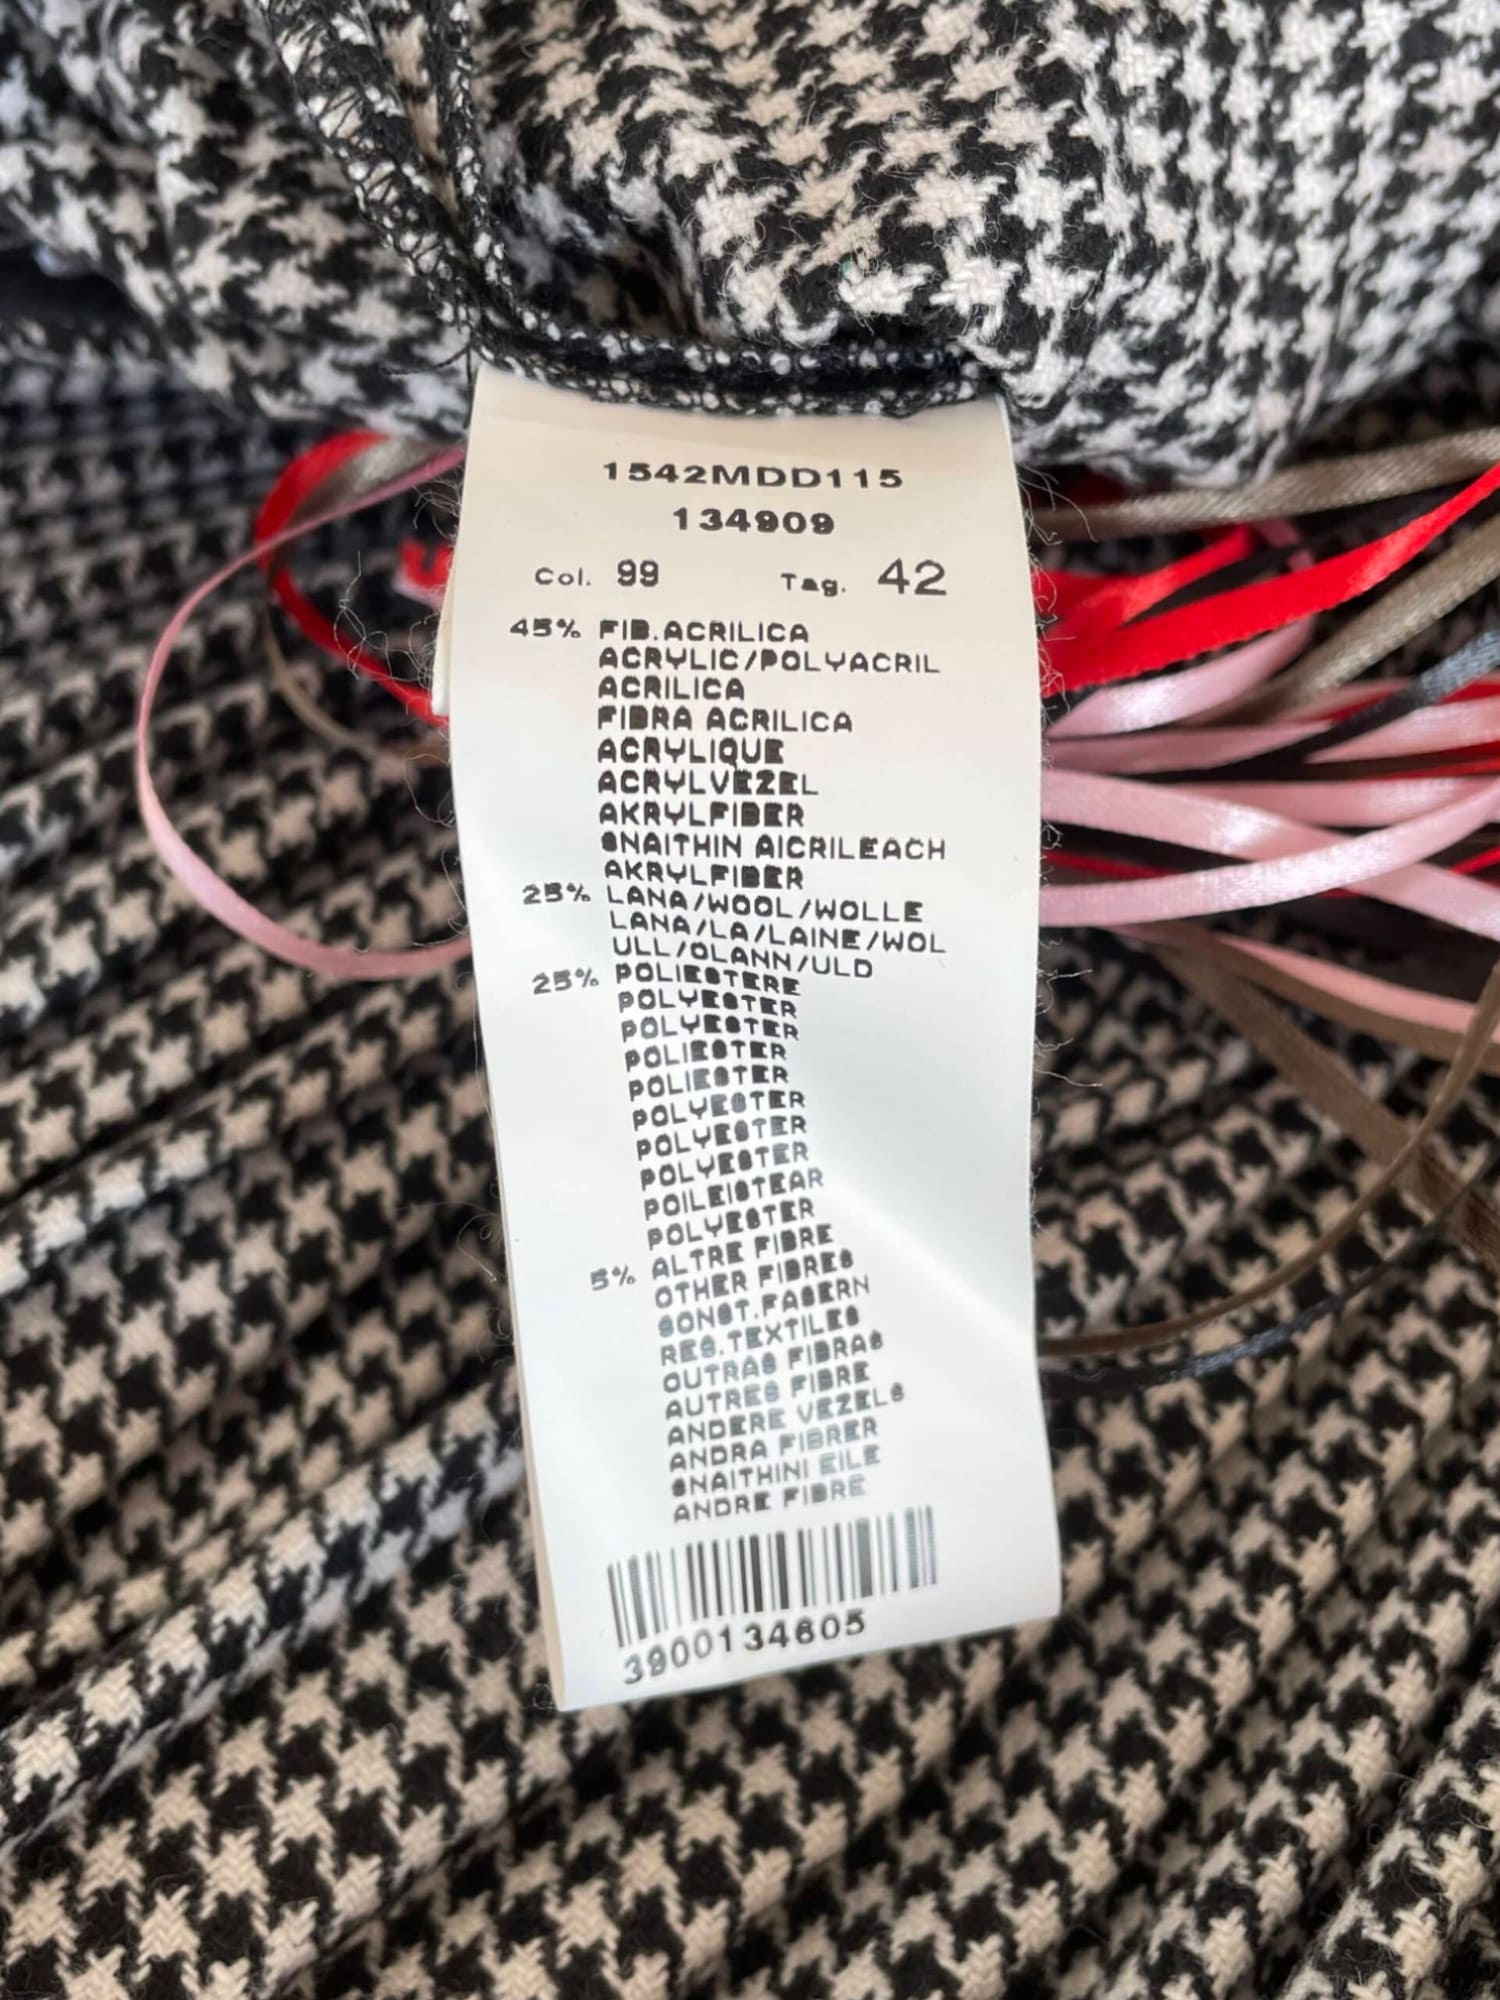 1542MDD115
134909
Col. 99 Tag. 42
45% FIB.ACRILICA
ACRYLIC/POLYACRIL
ACRILICA
FIBRA ACRILICA
ACRYLIQUE
ACRYLVEZEL
AKRYLFIBER
SNAITHIN AICRILEACH
AKRYLFIBER
25% LANA/WOOL/WOLLE
LANA/LA/LAINE/WOL
ULL/OLANN/ULD
25% POLIESTERE
POLYESTER
POLYESTER
POLIESTER
POLIESTER
POLYESTER
POLYESTER
POLYESTER
POILEISTEAR
POLYESTER
5% ALTRE FIBRE
OTHER FIBRES
SONST.FASERN
RES.TEXTILES
OUTRAS FIBRAS
AUTRES FIBRE
ANDERE VEZELS
ANDRA FIBRER
SNAITHINI EILE
ANDRE FIBRE
3900134605